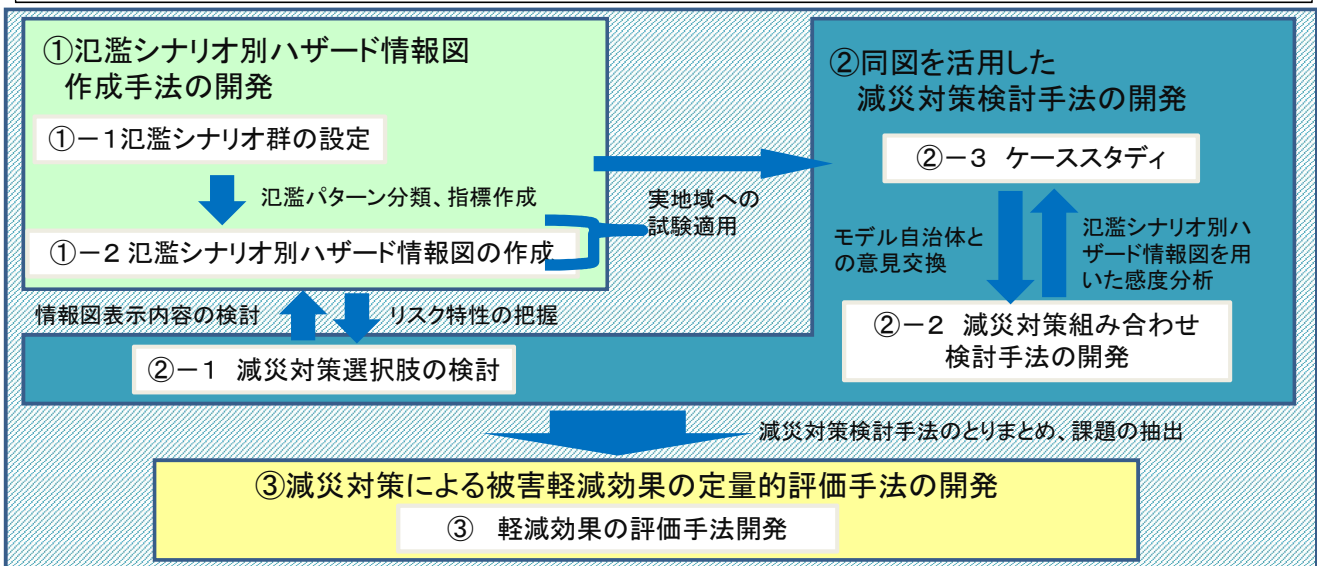 ①氾濫シナリオ別ハザード情報図
作成手法の開発
①－１氾濫シナリオ群の設定
氾濫パターン分類、指標作成
①－２ 氾濫シナリオ別ハザード情報図の作成
実地域への
試験適用
情報図表示内容の検討
リスク特性の把握
②－１ 減災対策選択肢の検討
②同図を活用した
減災対策検討手法の開発
②－３ ケーススタディ
モデル自治体と
の意見交換
氾濫シナリオ別ハ
ザード情報図を用
いた感度分析
②－２ 減災対策組み合わせ
検討手法の開発
減災対策検討手法のとりまとめ、課題の抽出
③減災対策による被害軽減効果の定量的評価手法の開発
③ 軽減効果の評価手法開発